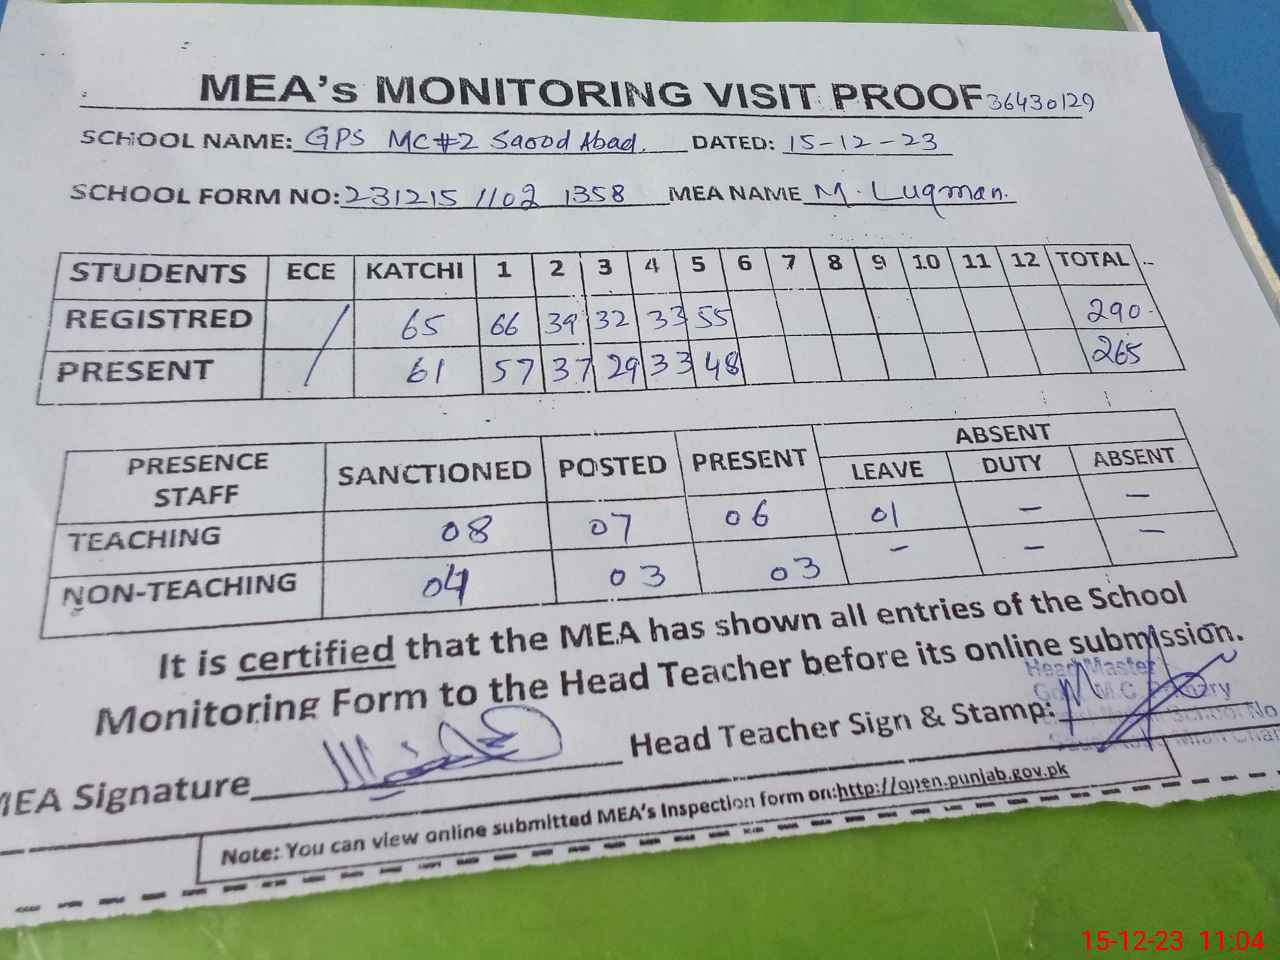 MEA's MONITORING VISIT PROOF 36430129
SCHOOL NAME: GPS MC#2 Saood Abad. DATED: 15-12-23
SCHOOL FORM NO: 231215 1102 1358 MEA NAME M. Luqman.
STUDENTS ECE KATCHI 1 2 3 4 5 6 7 8 9 10 11 12 TOTAL
REGISTRED / 65 66 39 32 33 55 290
PRESENT / 61 57 37 29 33 48 265
PRESENCE STAFF SANCTIONED POSTED PRESENT ABSENT
LEAVE DUTY ABSENT
TEACHING 08 07 06 01 - -
NON-TEACHING 04 03 03 - - -
It is certified that the MEA has shown all entries of the School
Monitoring Form to the Head Teacher before its online submission.
MEA Signature Head Teacher Sign & Stamp:
Head Master
M.C Primary
School No
Note: You can view online submitted MEA's Inspection form on:http://open.punjab.gov.pk
15-12-23 11:04